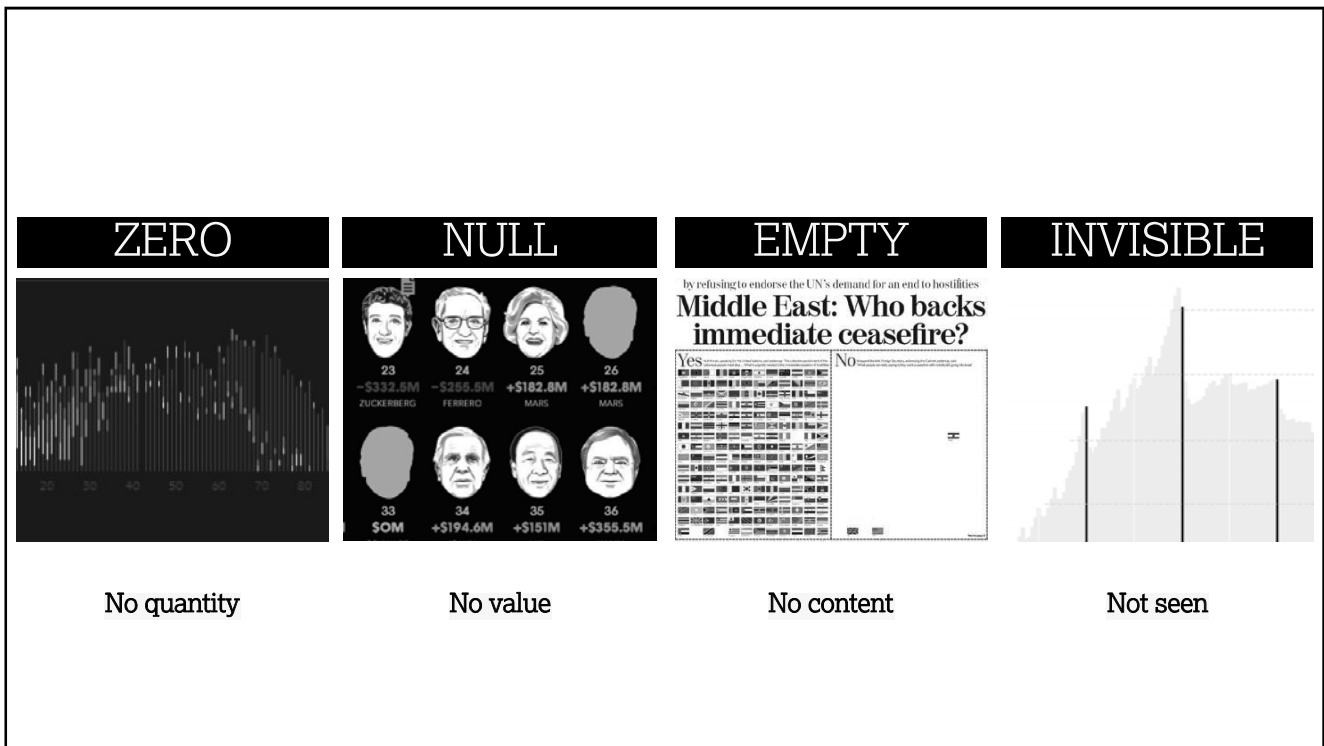 ZERO
NULL
EMPTY
INVISIBLE
20 30 40 50 60 70 80
23 24 25 26
-$332.5M -$255.5M +$182.8M +$182.8M
ZUCKERBERG FERRERO MARS MARS
33 34 35 36
$OM +$194.6M +$151M +$355.5M
by refusing to endorse the UN's demand for an end to hostilities
Middle East: Who backs
immediate ceasefire?
Yes
No
No quantity
No value
No content
Not seen